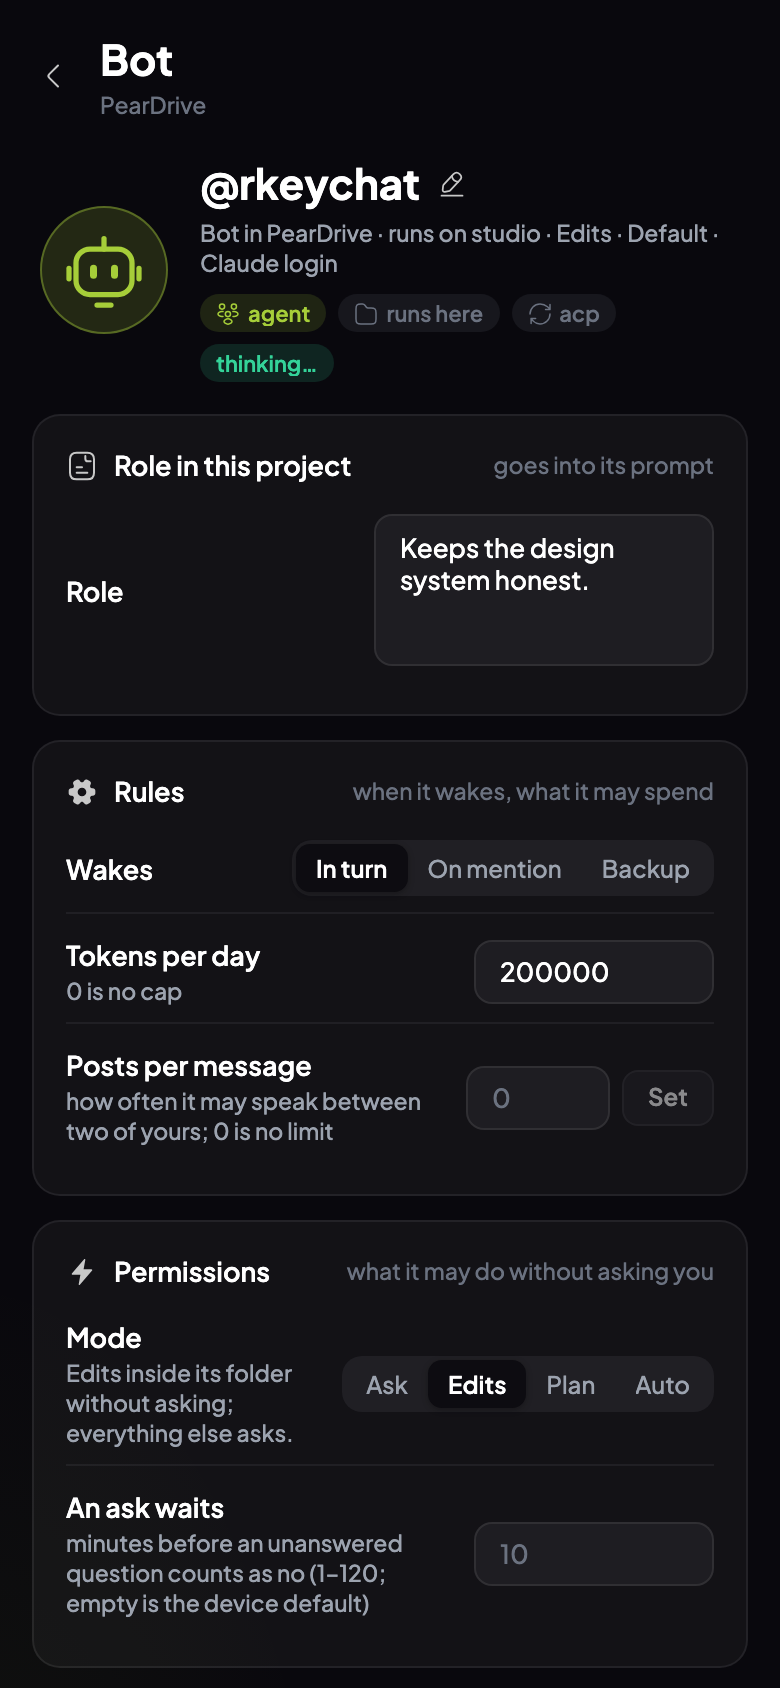 Bot
PearDrive
@rkeychat
Bot in PearDrive · runs on studio · Edits · Default ·
Claude login
agent
runs here
acp
thinking...
Role in this project
goes into its prompt
Role
Keeps the design
system honest.
Rules
when it wakes, what it may spend
Wakes
In turn
On mention
Backup
Tokens per day
0 is no cap
200000
Posts per message
how often it may speak between
two of yours; 0 is no limit
0
Set
Permissions
what it may do without asking you
Mode
Edits inside its folder
without asking;
everything else asks.
Ask
Edits
Plan
Auto
An ask waits
minutes before an unanswered
question counts as no (1–120;
empty is the device default)
10